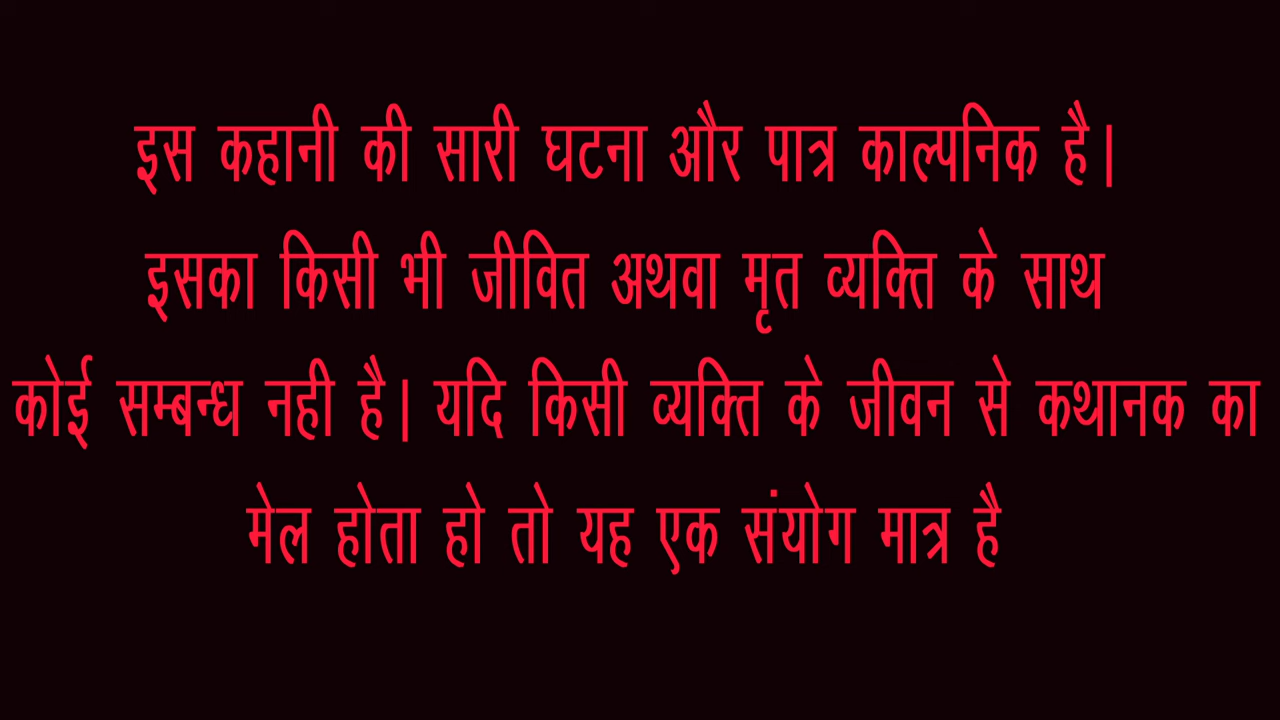 इस कहानी की सारी घटना और पात्र काल्पनिक है|
इसका किसी भी जीवित अथवा मृत व्यक्ति के साथ
कोई सम्बन्ध नही है| यदि किसी व्यक्ति के जीवन से कथानक का
मेल होता हो तो यह एक संयोग मात्र है